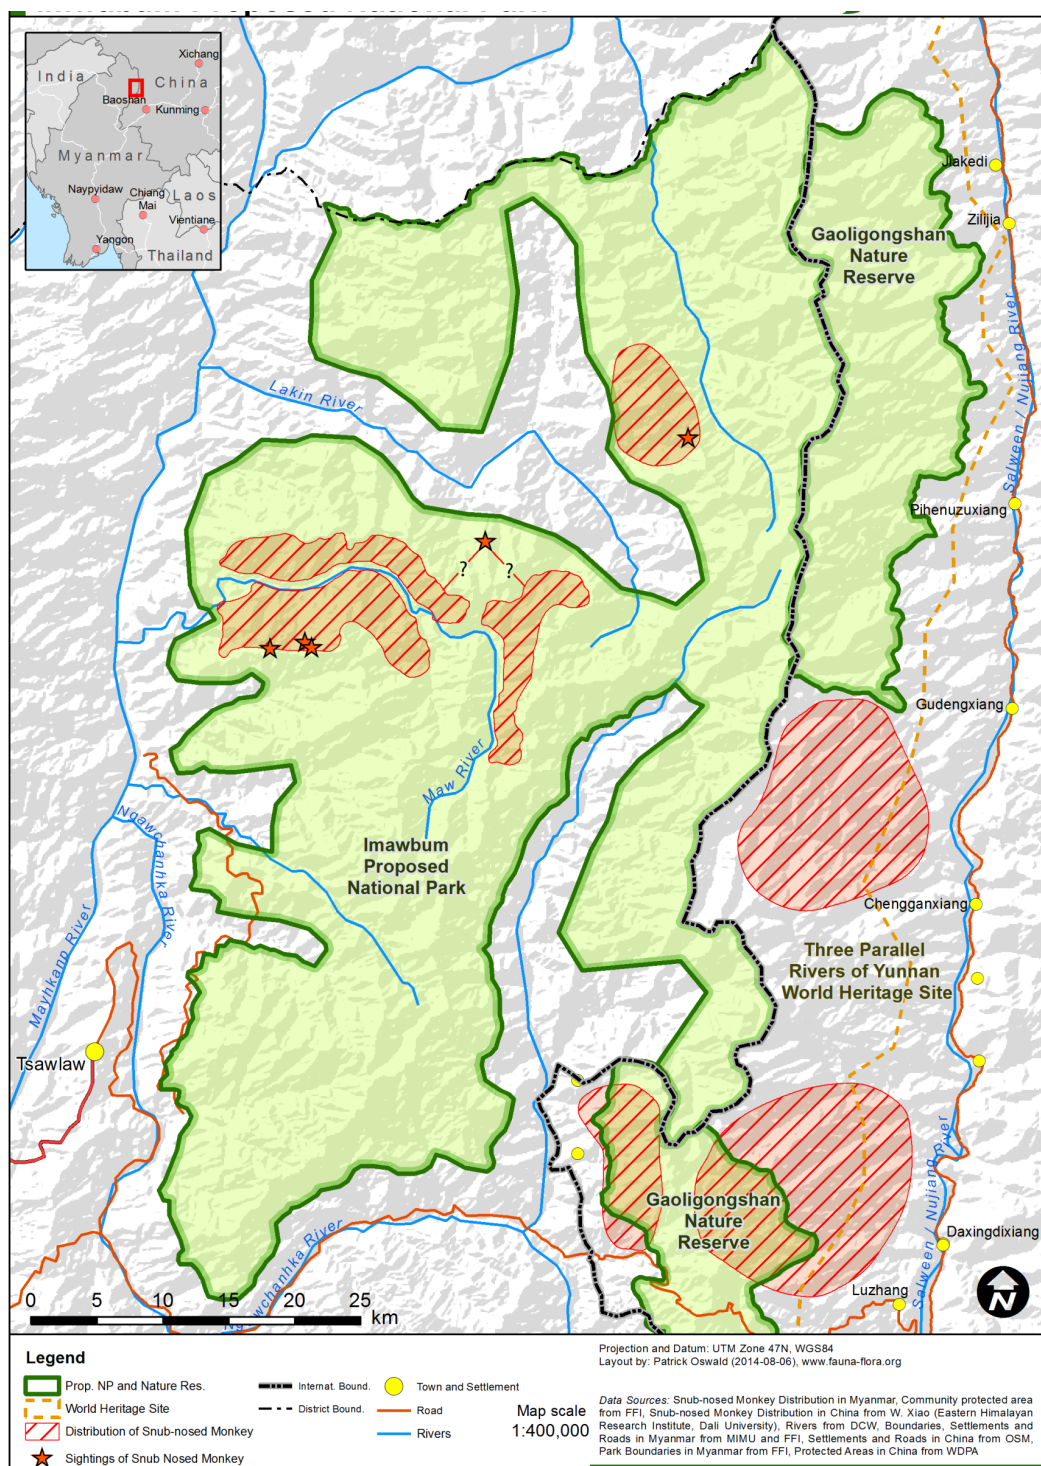 Xichang
India
China
Baoshan
Kunming
Myanmar
Naypyidaw
Chiang
Mai
Laos
Vientiane
Yangon
Thailand
Jiakedi
Zilijia
Gaoligongshan
Nature
Reserve
Salween / Nujiang River
Lakin River
Pihenuzuxiang
?
?
Gudengxiang
Maw River
Ngawchanhka River
Imawbum
Proposed
National Park
Chengganxiang
Three Parallel
Rivers of Yunnan
World Heritage Site
Mayhkanp River
Tsawlaw
Salween / Nujiang River
Gaoligongshan
Nature
Reserve
Daxingdixiang
Luzhang
Ngawchanhka River
N
0 5 10 15 20 25
km
Legend
Prop. NP and Nature Res.
World Heritage Site
Distribution of Snub-nosed Monkey
Sightings of Snub Nosed Monkey
Internat. Bound.
District Bound.
Town and Settlement
Road
Rivers
Map scale
1:400,000
Projection and Datum: UTM Zone 47N, WGS84
Layout by: Patrick Oswald (2014-08-06), www.fauna-flora.org
Data Sources: Snub-nosed Monkey Distribution in Myanmar, Community protected area
from FFI, Snub-nosed Monkey Distribution in China from W. Xiao (Eastern Himalayan
Research Institute, Dali University), Rivers from DCW, Boundaries, Settlements and
Roads in Myanmar from MIMU and FFI, Settlements and Roads in China from OSM,
Park Boundaries in Myanmar from FFI, Protected Areas in China from WDPA